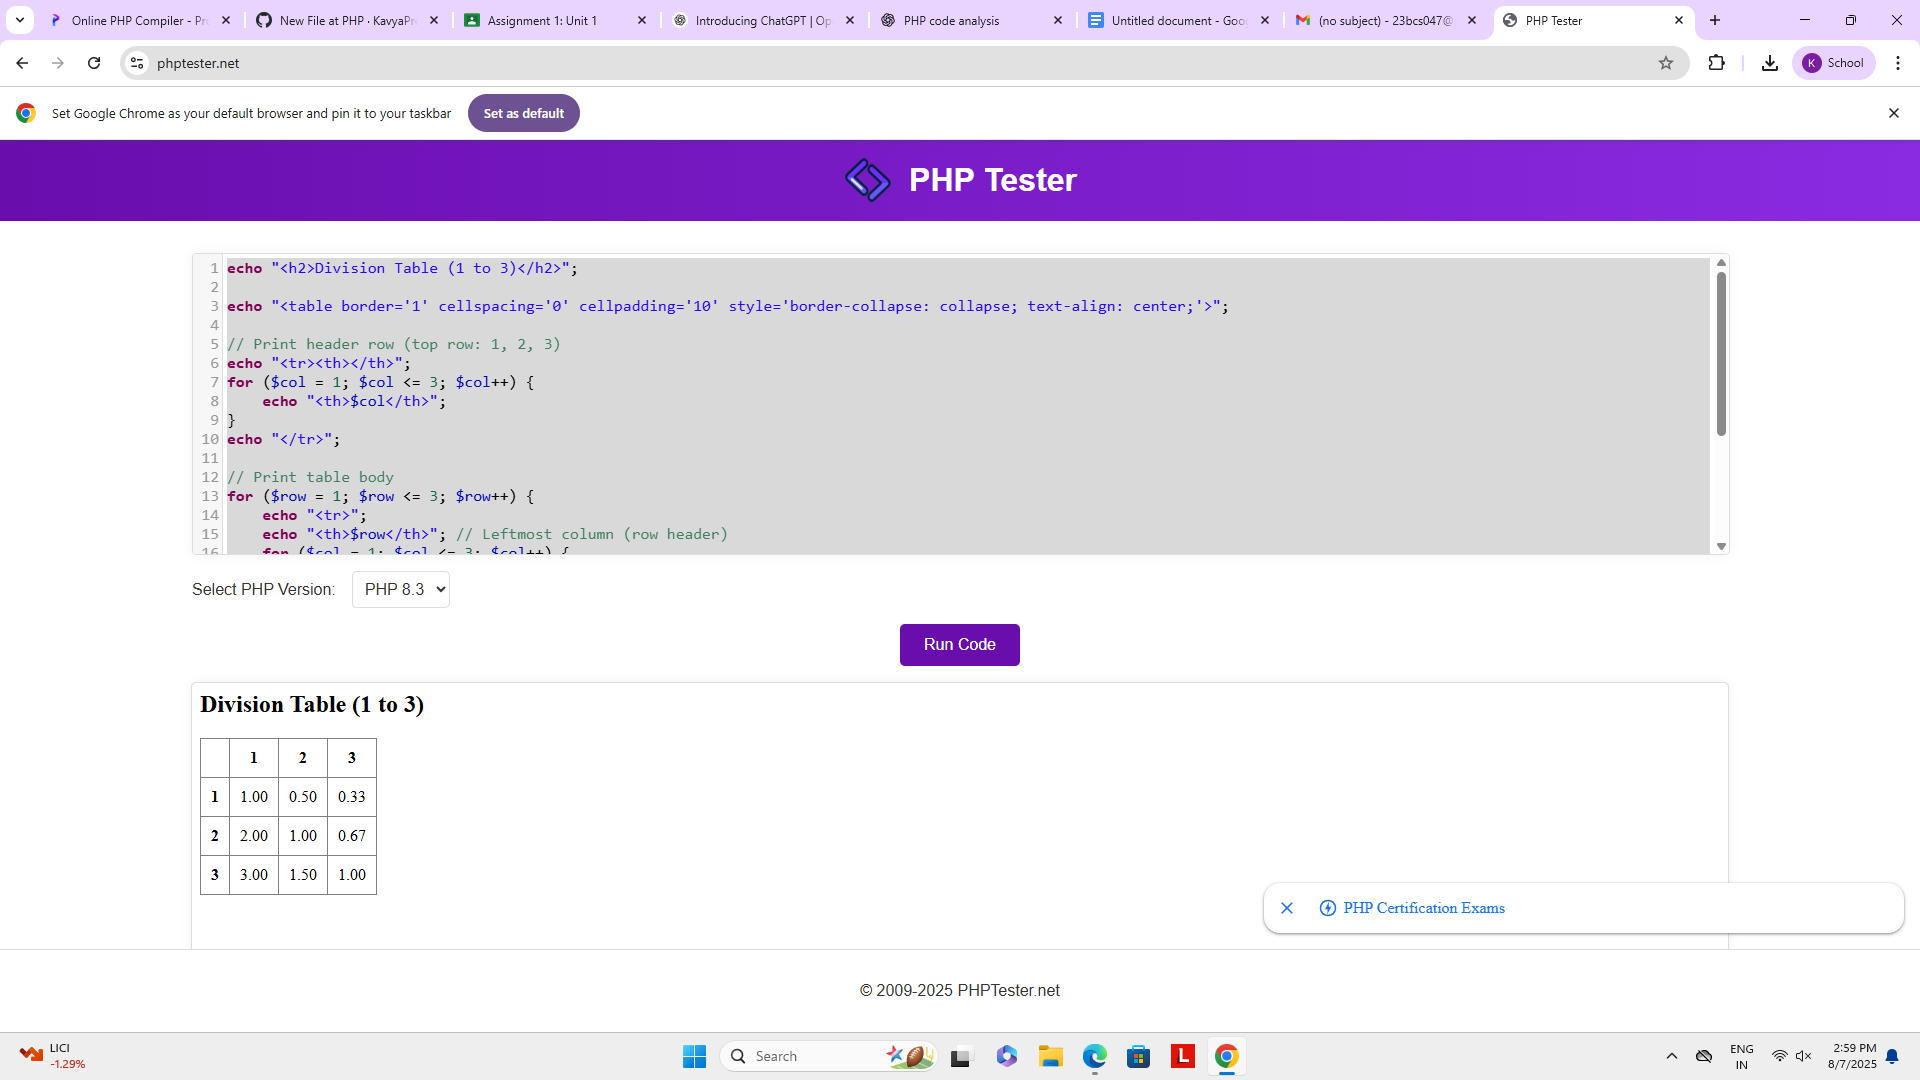 Online PHP Compiler - Pr
New File at PHP · KavyaPr
Assignment 1: Unit 1
Introducing ChatGPT | Op
PHP code analysis
Untitled document - Goo
(no subject) - 23bcs047@
PHP Tester
phptester.net
K School
Set Google Chrome as your default browser and pin it to your taskbar
Set as default
PHP Tester
1 echo "<h2>Division Table (1 to 3)</h2>";
2
3 echo "<table border='1' cellspacing='0' cellpadding='10' style='border-collapse: collapse; text-align: center;'>";
4
5 // Print header row (top row: 1, 2, 3)
6 echo "<tr><th></th>";
7 for ($col = 1; $col <= 3; $col++) {
8     echo "<th>$col</th>";
9 }
10 echo "</tr>";
11
12 // Print table body
13 for ($row = 1; $row <= 3; $row++) {
14     echo "<tr>";
15     echo "<th>$row</th>"; // Leftmost column (row header)
16     for ($col = 1; $col <= 3; $col++) {
Select PHP Version: PHP 8.3
Run Code
Division Table (1 to 3)
1 2 3
1 1.00 0.50 0.33
2 2.00 1.00 0.67
3 3.00 1.50 1.00
PHP Certification Exams
© 2009-2025 PHPTester.net
LICI
-1.29%
Search
L
ENG
IN
2:59 PM
8/7/2025